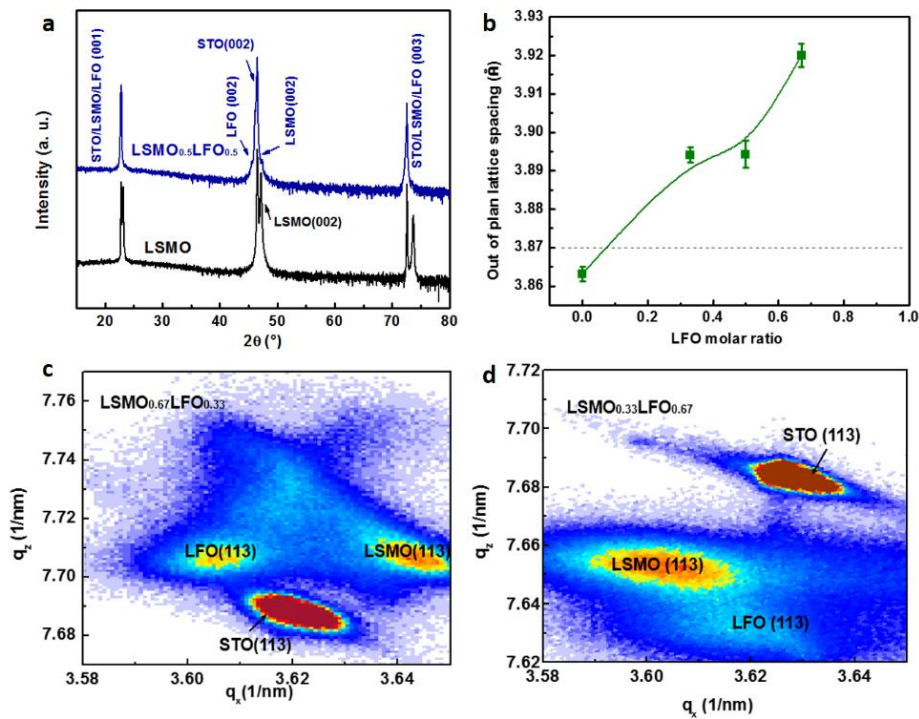 a
STO/LSMO/LFO (001)
STO(002)
LFO (002)
LSMO(002)
STO/LSMO/LFO (003)
LSMO₀.₅LFO₀.₅
LSMO(002)
LSMO
Intensity (a. u.)
20 30 40 50 60 70 80
2θ (°)
b
3.93
3.92
3.91
3.90
3.89
3.88
3.87
3.86
Out of plan lattice spacing (Å)
0.0 0.2 0.4 0.6 0.8 1.0
LFO molar ratio
c
7.76
7.74
7.72
7.70
7.68
q_z (1/nm)
LSMO₀.₆₇LFO₀.₃₃
LFO(113)
LSMO(113)
STO(113)
3.58 3.60 3.62 3.64
q_x(1/nm)
d
7.72
7.70
7.68
7.66
7.64
7.62
q_z (1/nm)
LSMO₀.₃₃LFO₀.₆₇
STO (113)
LSMO (113)
LFO (113)
3.58 3.60 3.62 3.64
q_x (1/nm)